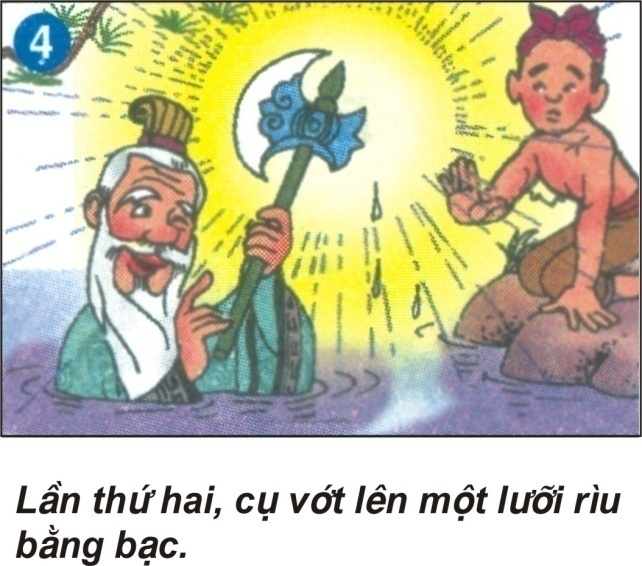 4
Lần thứ hai, cụ vớt lên một lưỡi rìu
bằng bạc.